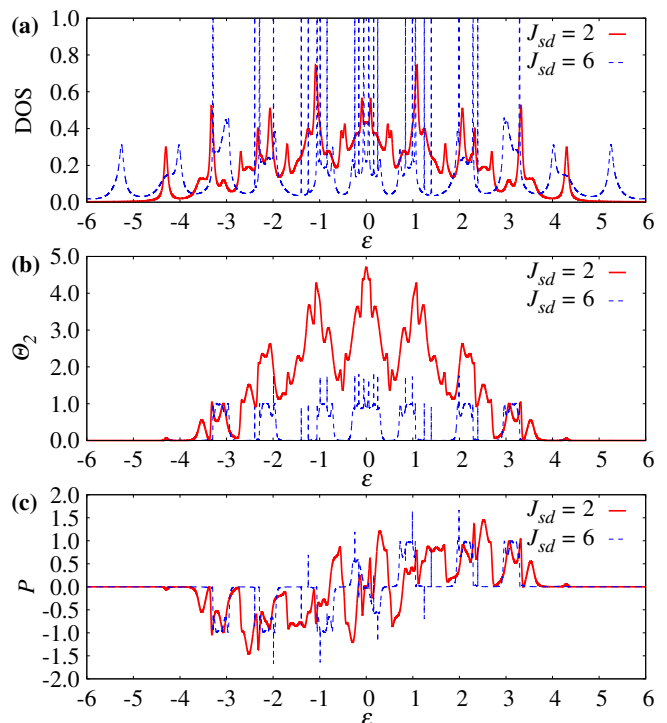 (a)
DOS
1.0
0.8
0.6
0.4
0.2
0.0
J_sd = 2
J_sd = 6
-6 -5 -4 -3 -2 -1 0 1 2 3 4 5 6
ε
(b)
Θ_2
5.0
4.0
3.0
2.0
1.0
0.0
J_sd = 2
J_sd = 6
-6 -5 -4 -3 -2 -1 0 1 2 3 4 5 6
ε
(c)
P
2.0
1.5
1.0
0.5
0.0
-0.5
-1.0
-1.5
-2.0
J_sd = 2
J_sd = 6
-6 -5 -4 -3 -2 -1 0 1 2 3 4 5 6
ε